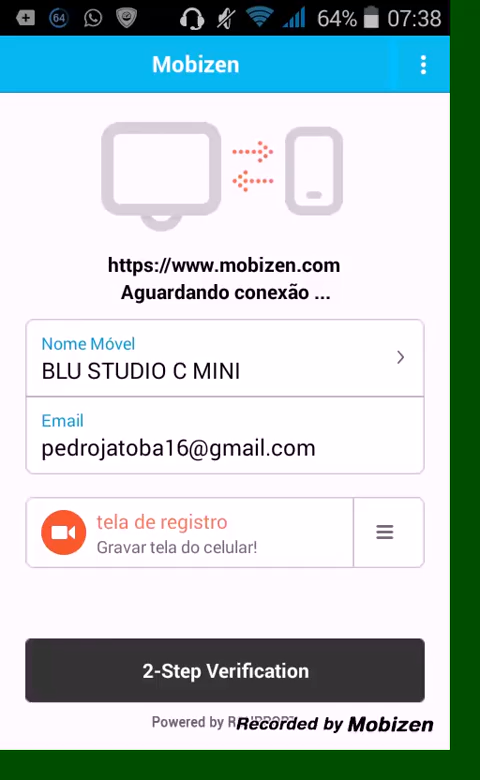 64 64% 07:38
Mobizen
https://www.mobizen.com
Aguardando conexão ...
Nome Móvel
BLU STUDIO C MINI
Email
pedrojatoba16@gmail.com
tela de registro
Gravar tela do celular!
2-Step Verification
Powered by
Recorded by Mobizen